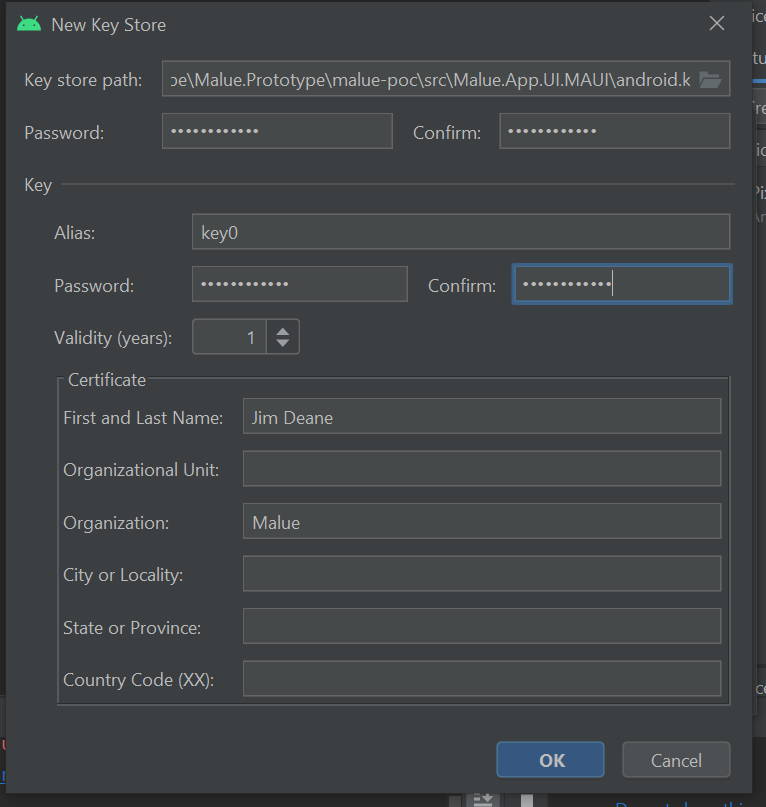 New Key Store
Key store path: oe\Malue.Prototype\malue-poc\src\Malue.App.UI.MAUI\android.k
Password: •••••••••••• Confirm: ••••••••••••
Key
Alias: key0
Password: •••••••••••• Confirm: ••••••••••••
Validity (years): 1
Certificate
First and Last Name: Jim Deane
Organizational Unit:
Organization: Malue
City or Locality:
State or Province:
Country Code (XX):
OK Cancel